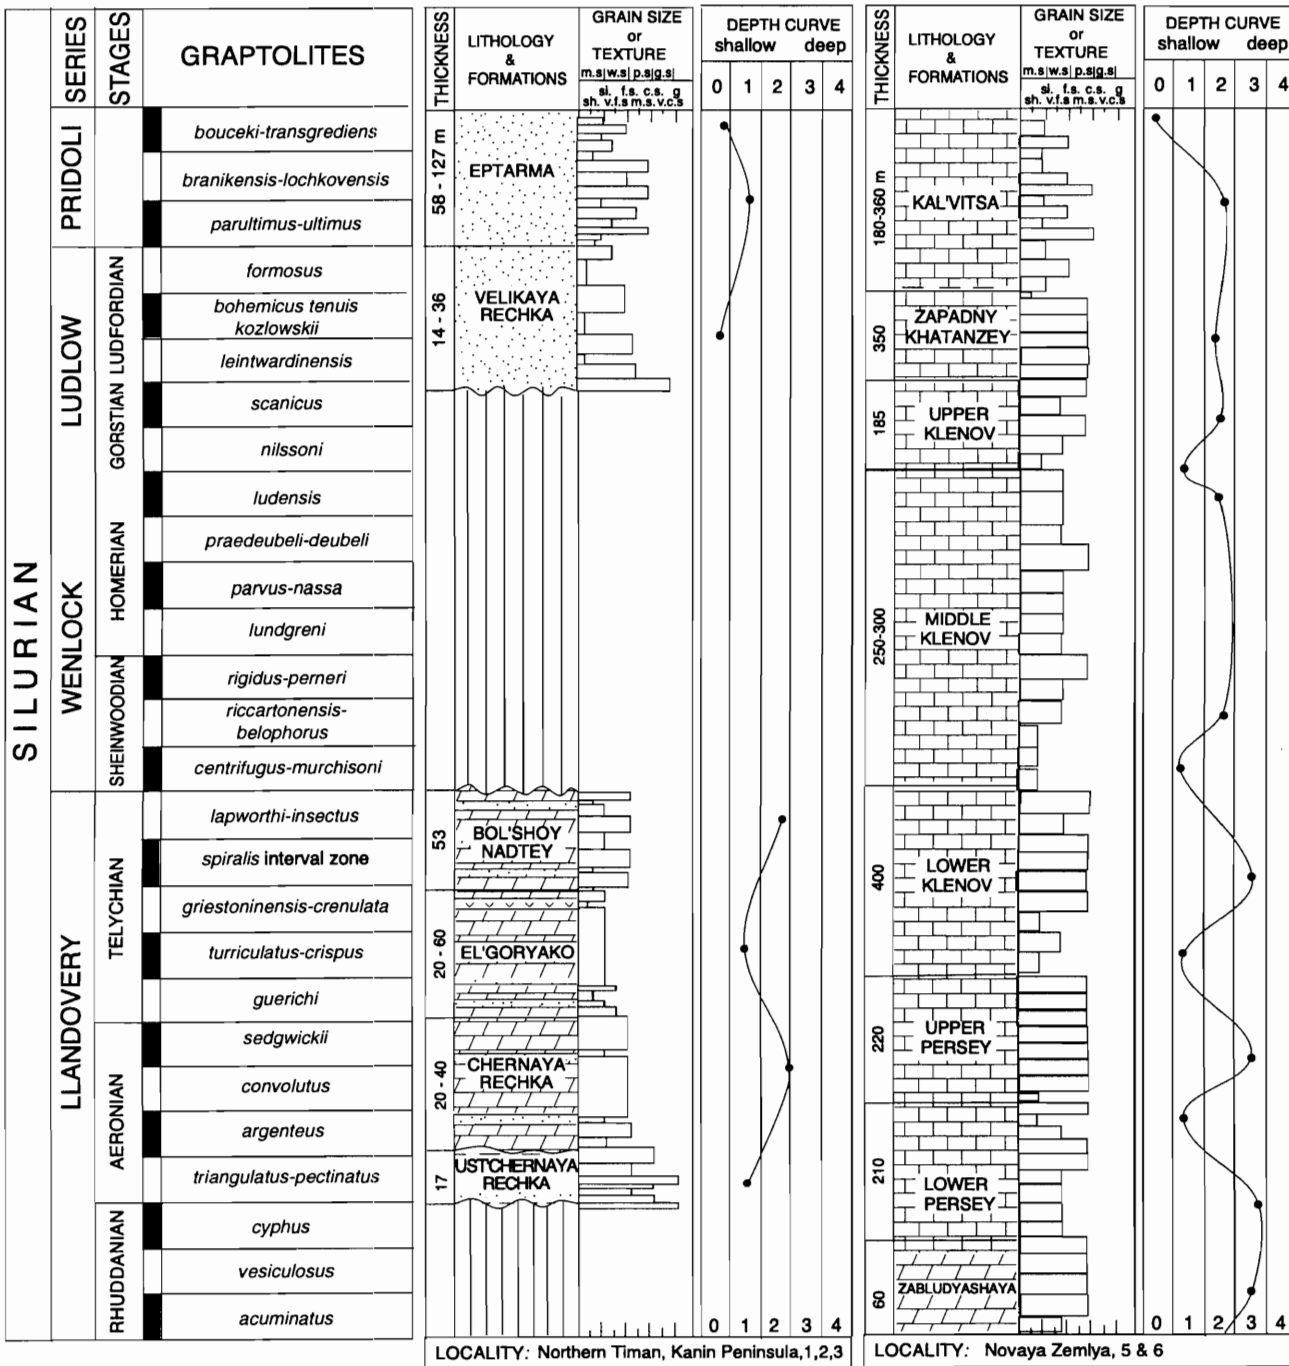 SILURIAN
SERIES
STAGES
GRAPTOLITES
PRIDOLI
LUDLOW
WENLOCK
LLANDOVERY
LUDFORDIAN
GORSTIAN
HOMERIAN
SHEINWOODIAN
TELYCHIAN
AERONIAN
RHUDDANIAN
bouceki-transgrediens
branikensis-lochkovensis
parultimus-ultimus
formosus
bohemicus tenuis
kozlowskii
leintwardinensis
scanicus
nilssoni
ludensis
praedeubeli-deubeli
parvus-nassa
lundgreni
rigidus-perneri
riccartonensis-
belophorus
centrifugus-murchisoni
lapworthi-insectus
spiralis interval zone
griestoninensis-crenulata
turriculatus-crispus
guerichi
sedgwickii
convolutus
argenteus
triangulatus-pectinatus
cyphus
vesiculosus
acuminatus
THICKNESS
LITHOLOGY
&
FORMATIONS
GRAIN SIZE
or
TEXTURE
m.s|w.s|p.s|g.s|
si. f.s. c.s. g
sh. v.f.s m.s. v.c.s
DEPTH CURVE
shallow deep
0 1 2 3 4
58 - 127 m
EPTARMA
14 - 36
VELIKAYA
RECHKA
53
BOL'SHOY
NADTEY
20 - 60
EL'GORYAKO
20 - 40
CHERNAYA
RECHKA
17
UST'CHERNAYA
RECHKA
0 1 2 3 4
LOCALITY: Northern Timan, Kanin Peninsula,1,2,3
THICKNESS
LITHOLOGY
&
FORMATIONS
GRAIN SIZE
or
TEXTURE
m.s|w.s|p.s|g.s|
si. f.s. c.s. g
sh. v.f.s m.s. v.c.s
DEPTH CURVE
shallow deep
0 1 2 3 4
180-360 m
KAL'VITSA
350
ZAPADNY
KHATANZEY
185
UPPER
KLENOV
250-300
MIDDLE
KLENOV
400
LOWER
KLENOV
220
UPPER
PERSEY
210
LOWER
PERSEY
60
ZABLUDYASHAYA
0 1 2 3 4
LOCALITY: Novaya Zemlya, 5 & 6